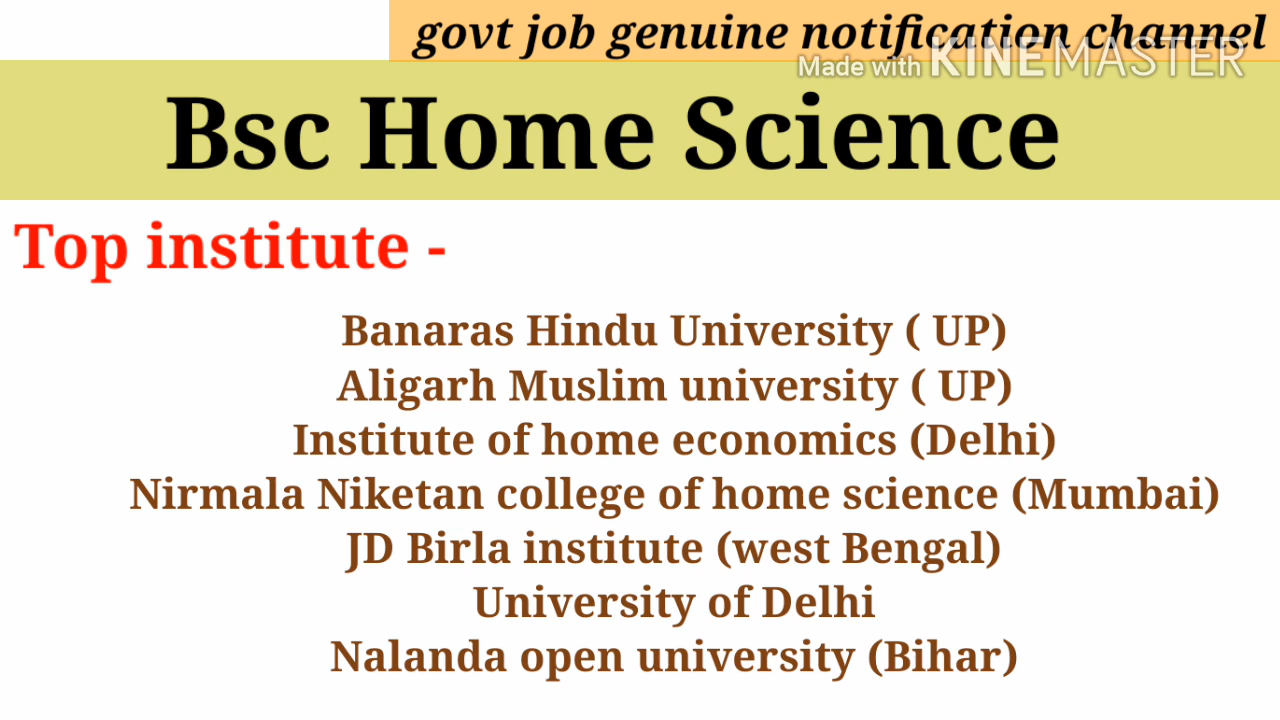 govt job genuine notification channel
Made with KINEMASTER
Bsc Home Science
Top institute -
Banaras Hindu University ( UP)
Aligarh Muslim university ( UP)
Institute of home economics (Delhi)
Nirmala Niketan college of home science (Mumbai)
JD Birla institute (west Bengal)
University of Delhi
Nalanda open university (Bihar)